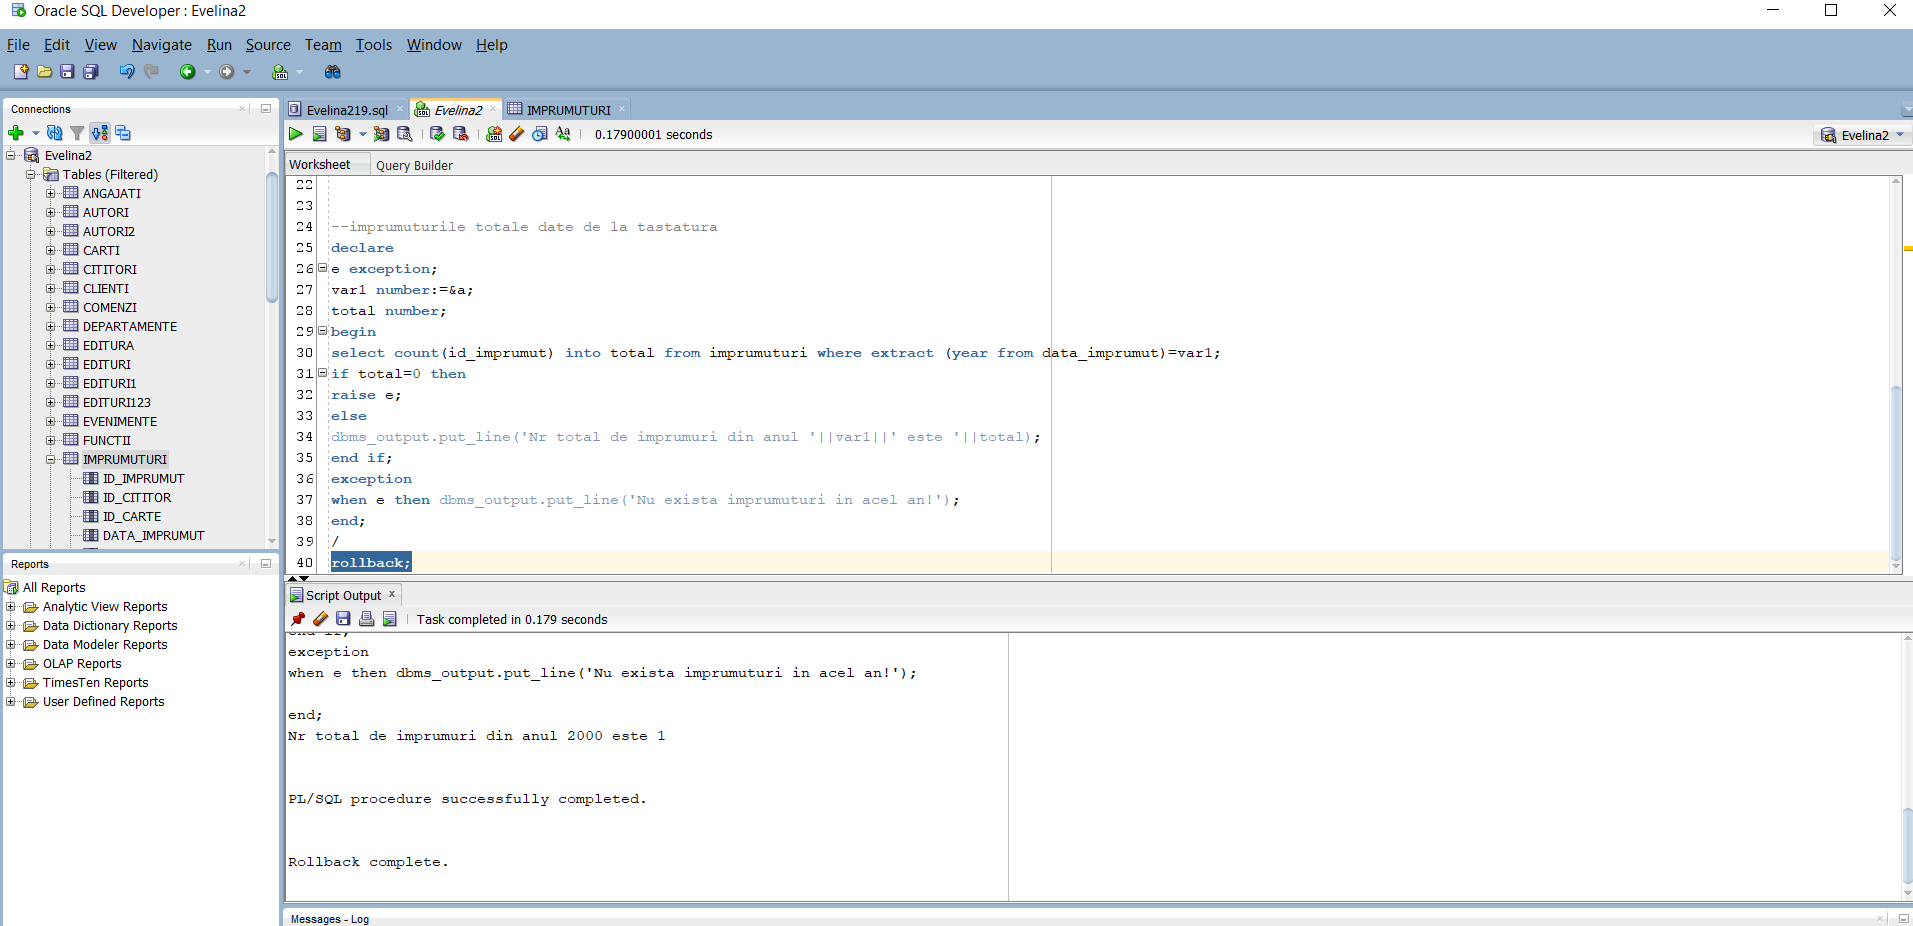 Oracle SQL Developer : Evelina2
File Edit View Navigate Run Source Team Tools Window Help
Connections
Evelina2
Tables (Filtered)
ANGAJATI
AUTORI
AUTORI2
CARTI
CITITORI
CLIENTI
COMENZI
DEPARTAMENTE
EDITURA
EDITURI
EDITURI1
EDITURI123
EVENIMENTE
FUNCTII
IMPRUMUTURI
ID_IMPRUMUT
ID_CITITOR
ID_CARTE
DATA_IMPRUMUT
Reports
All Reports
Analytic View Reports
Data Dictionary Reports
Data Modeler Reports
OLAP Reports
TimesTen Reports
User Defined Reports
Evelina219.sql Evelina2 IMPRUMUTURI
0.17900001 seconds
Evelina2
Worksheet Query Builder
22
23
24 --imprumuturile totale date de la tastatura
25 declare
26 e exception;
27 var1 number:=&a;
28 total number;
29 begin
30 select count(id_imprumut) into total from imprumuturi where extract (year from data_imprumut)=var1;
31 if total=0 then
32 raise e;
33 else
34 dbms_output.put_line('Nr total de imprumuri din anul '||var1||' este '||total);
35 end if;
36 exception
37 when e then dbms_output.put_line('Nu exista imprumuturi in acel an!');
38 end;
39 /
40 rollback;
Script Output
Task completed in 0.179 seconds
end if;
exception
when e then dbms_output.put_line('Nu exista imprumuturi in acel an!');
end;
Nr total de imprumuri din anul 2000 este 1
PL/SQL procedure successfully completed.
Rollback complete.
Messages - Log